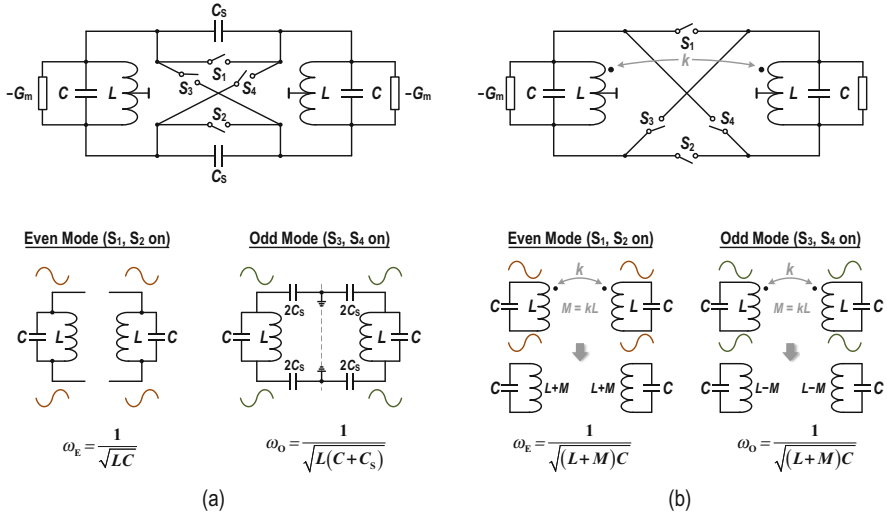 C_S
-G_m C L S_1 S_3 S_4 S_2 L C -G_m
C_S
Even Mode (S_1, S_2 on)
C L L C
ω_E = 1/√(LC)
Odd Mode (S_3, S_4 on)
2C_S 2C_S
C L L C
2C_S 2C_S
ω_O = 1/√(L(C+C_S))
(a)
S_1
k
-G_m C L L C -G_m
S_3 S_4
S_2
Even Mode (S_1, S_2 on)
k
C L L C
M = kL
C L+M L+M C
ω_E = 1/√((L+M)C)
Odd Mode (S_3, S_4 on)
k
C L L C
M = kL
C L−M L−M C
ω_O = 1/√((L+M)C)
(b)